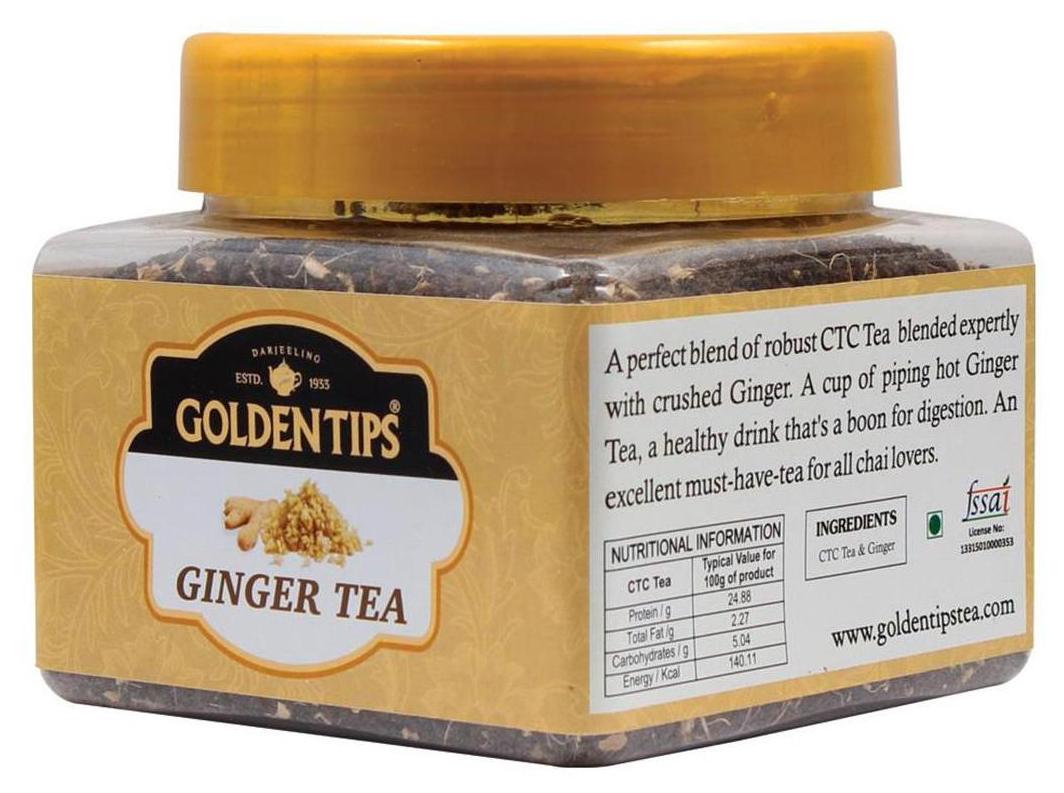 DARJEELING
ESTD. 1933
GOLDEN TIPS®
GINGER TEA
A perfect blend of robust CTC Tea blended expertly
with crushed Ginger. A cup of piping hot Ginger
Tea, a healthy drink that's a boon for digestion. An
excellent must-have-tea for all chai lovers.
NUTRITIONAL INFORMATION
CTC Tea Typical Value for
100g of product
Protein / g 24.88
Total Fat /g 2.27
Carbohydrates / g 5.04
Energy / Kcal 140.11
INGREDIENTS
CTC Tea & Ginger
fssai
License No:
13315010000353
www.goldentipstea.com